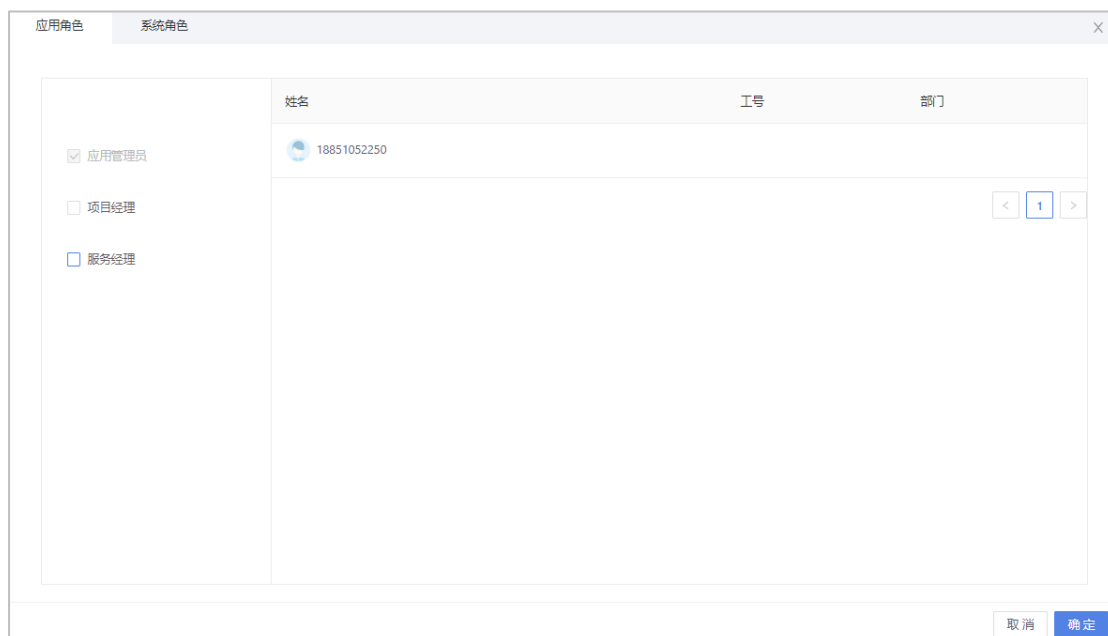 应用角色 系统角色
姓名 工号 部门
应用管理员
18851052250
项目经理
1
服务经理
取消 确定